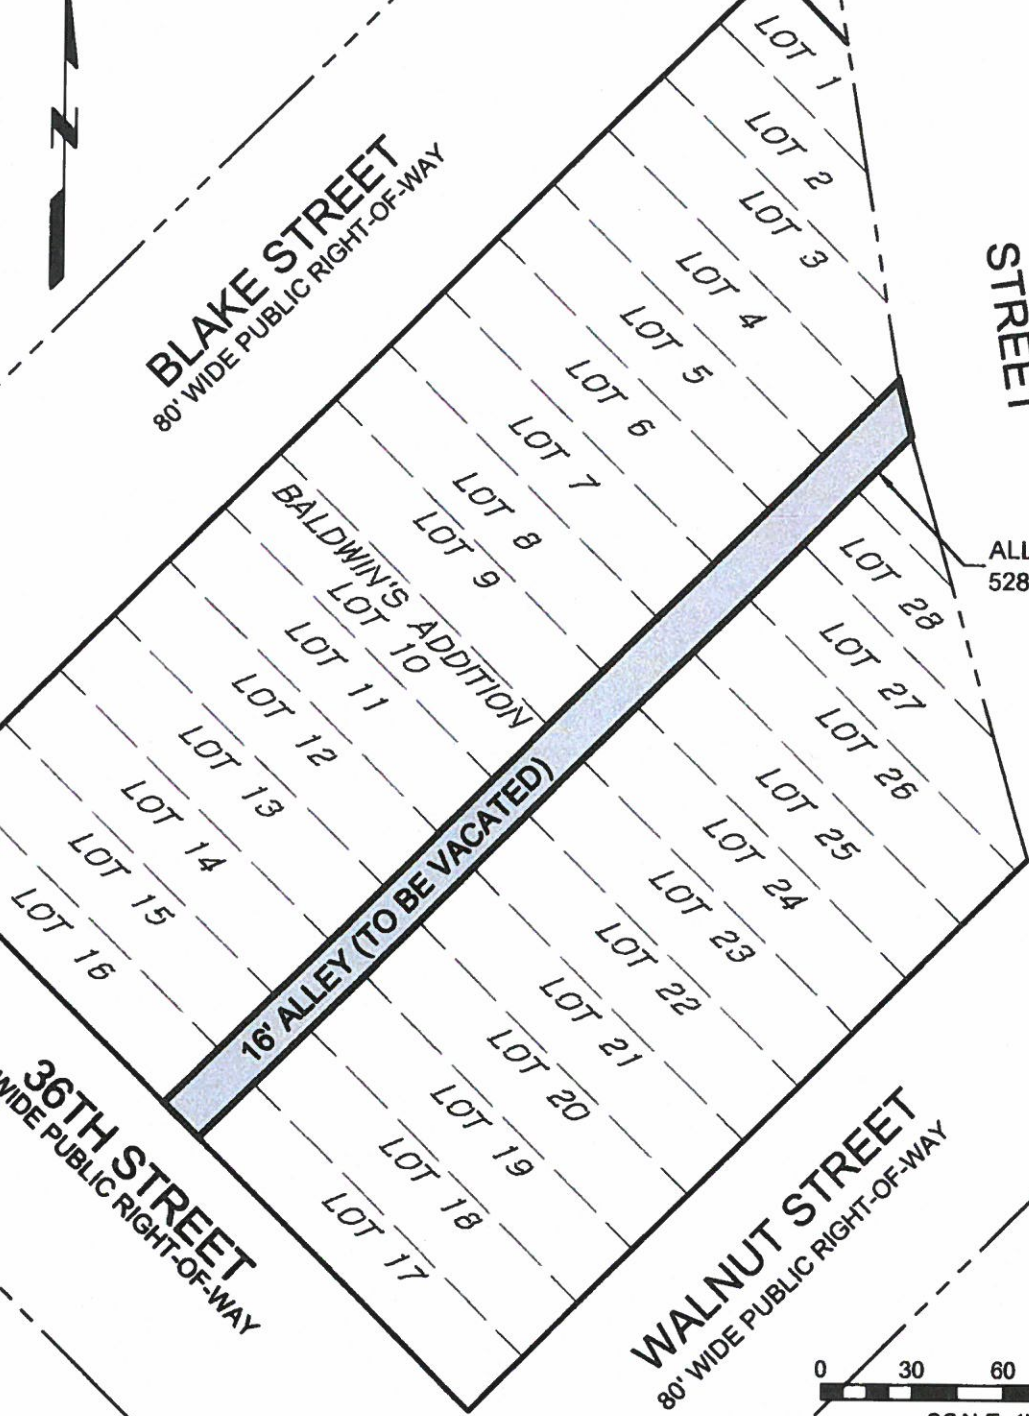 N
BLAKE STREET
80' WIDE PUBLIC RIGHT-OF-WAY
LOT 1
LOT 2
LOT 3
LOT 4
LOT 5
LOT 6
LOT 7
LOT 8
LOT 9
BALDWIN'S ADDITION
LOT 10
LOT 11
LOT 12
LOT 13
LOT 14
LOT 15
LOT 16
STREET
ALL
528
16' ALLEY (TO BE VACATED)
LOT 28
LOT 27
LOT 26
LOT 25
LOT 24
LOT 23
LOT 22
LOT 21
LOT 20
LOT 19
LOT 18
LOT 17
36TH STREET
WIDE PUBLIC RIGHT-OF-WAY
WALNUT STREET
80' WIDE PUBLIC RIGHT-OF-WAY
0 30 60